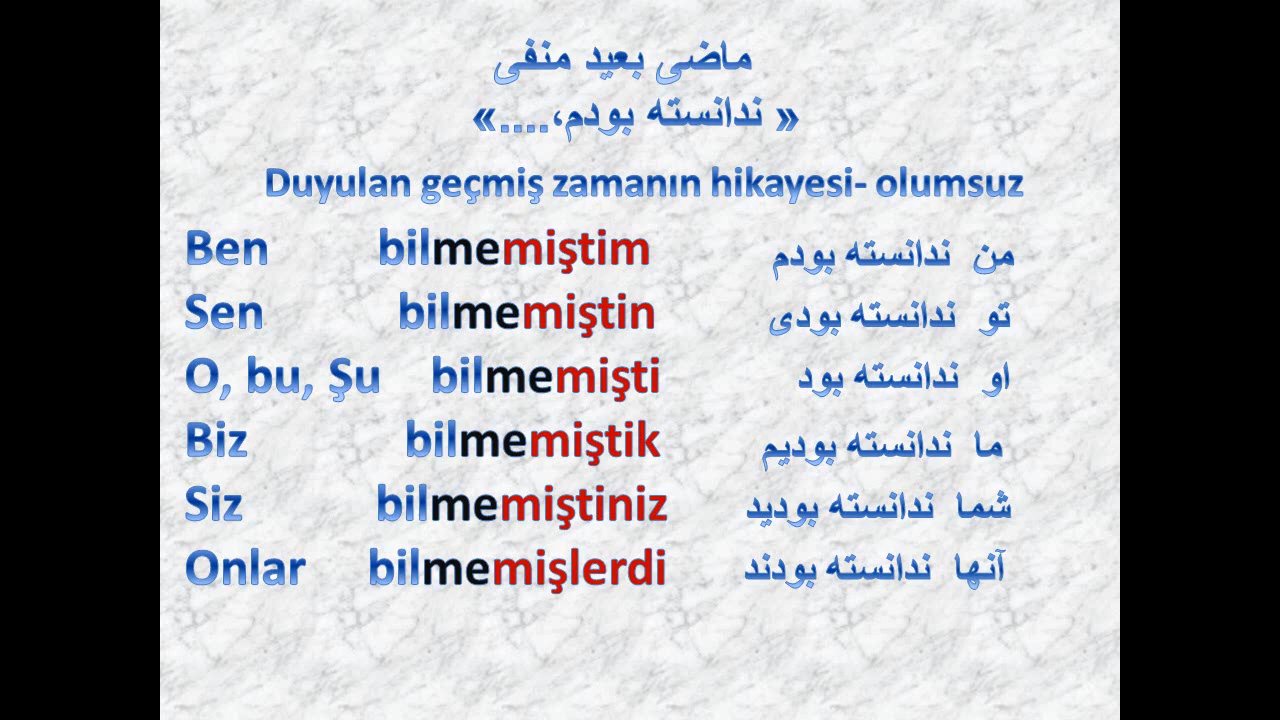 ماضی بعید منفی
« ندانسته بودم،....»
Duyulan geçmiş zamanın hikayesi- olumsuz
Ben bilmemiştim من ندانسته بودم
Sen bilmemiştin تو ندانسته بودی
O, bu, Şu bilmemişti او ندانسته بود
Biz bilmemiştik ما ندانسته بودیم
Siz bilmemiştiniz شما ندانسته بودید
Onlar bilmemişlerdi آنها ندانسته بودند